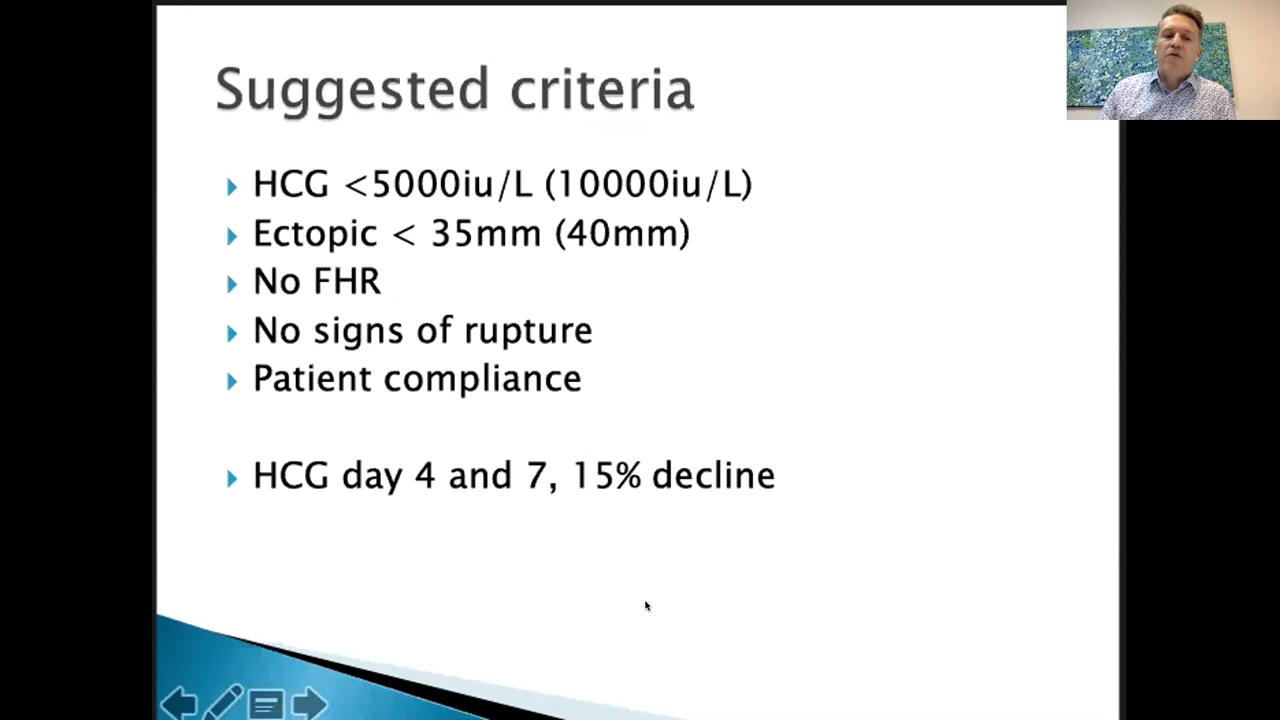 Suggested criteria
HCG <5000iu/L (10000iu/L)
Ectopic < 35mm (40mm)
No FHR
No signs of rupture
Patient compliance
HCG day 4 and 7, 15% decline